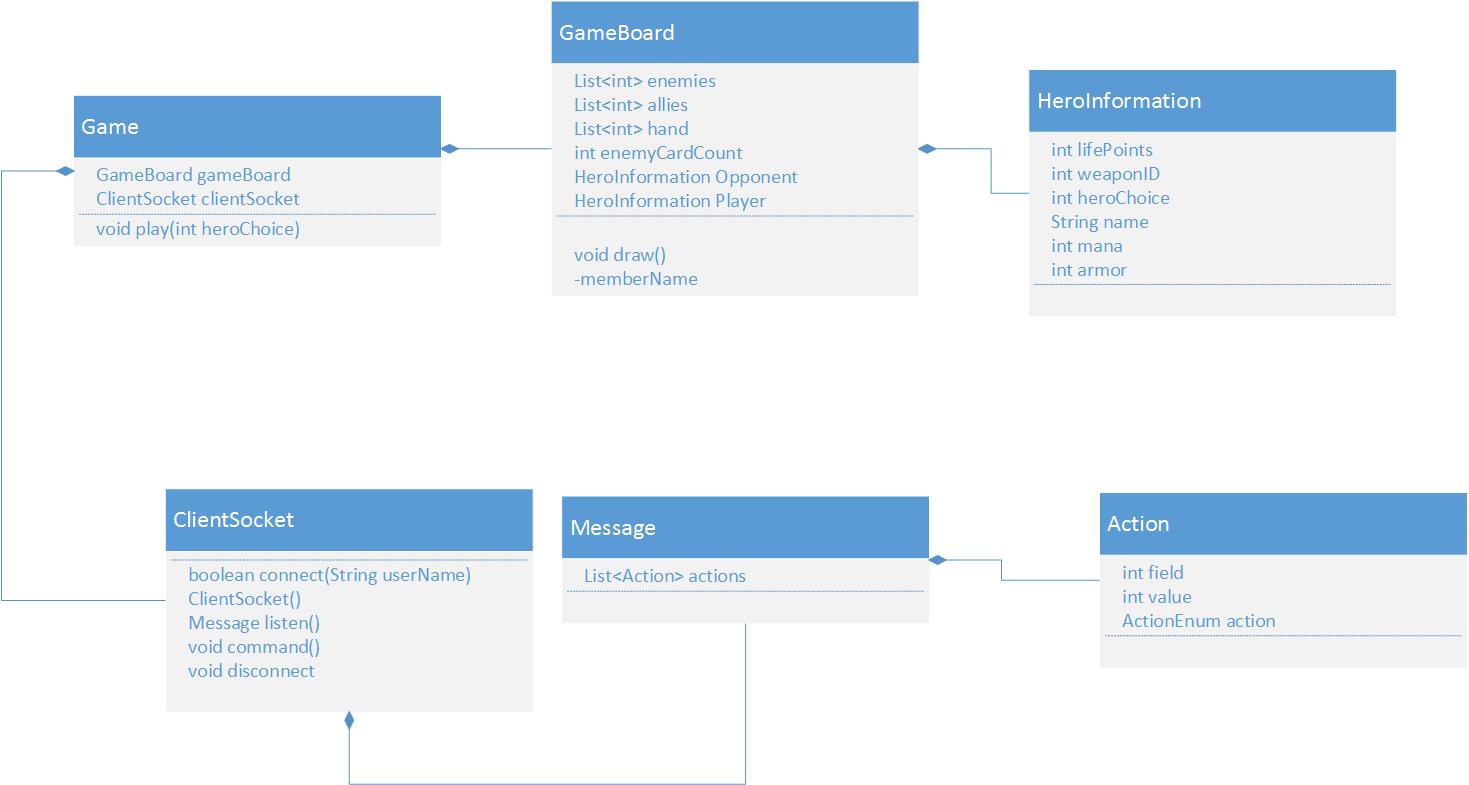 Game
GameBoard gameBoard
ClientSocket clientSocket
void play(int heroChoice)
GameBoard
List<int> enemies
List<int> allies
List<int> hand
int enemyCardCount
HeroInformation Opponent
HeroInformation Player
void draw()
-memberName
HeroInformation
int lifePoints
int weaponID
int heroChoice
String name
int mana
int armor
ClientSocket
boolean connect(String userName)
ClientSocket()
Message listen()
void command()
void disconnect
Message
List<Action> actions
Action
int field
int value
ActionEnum action